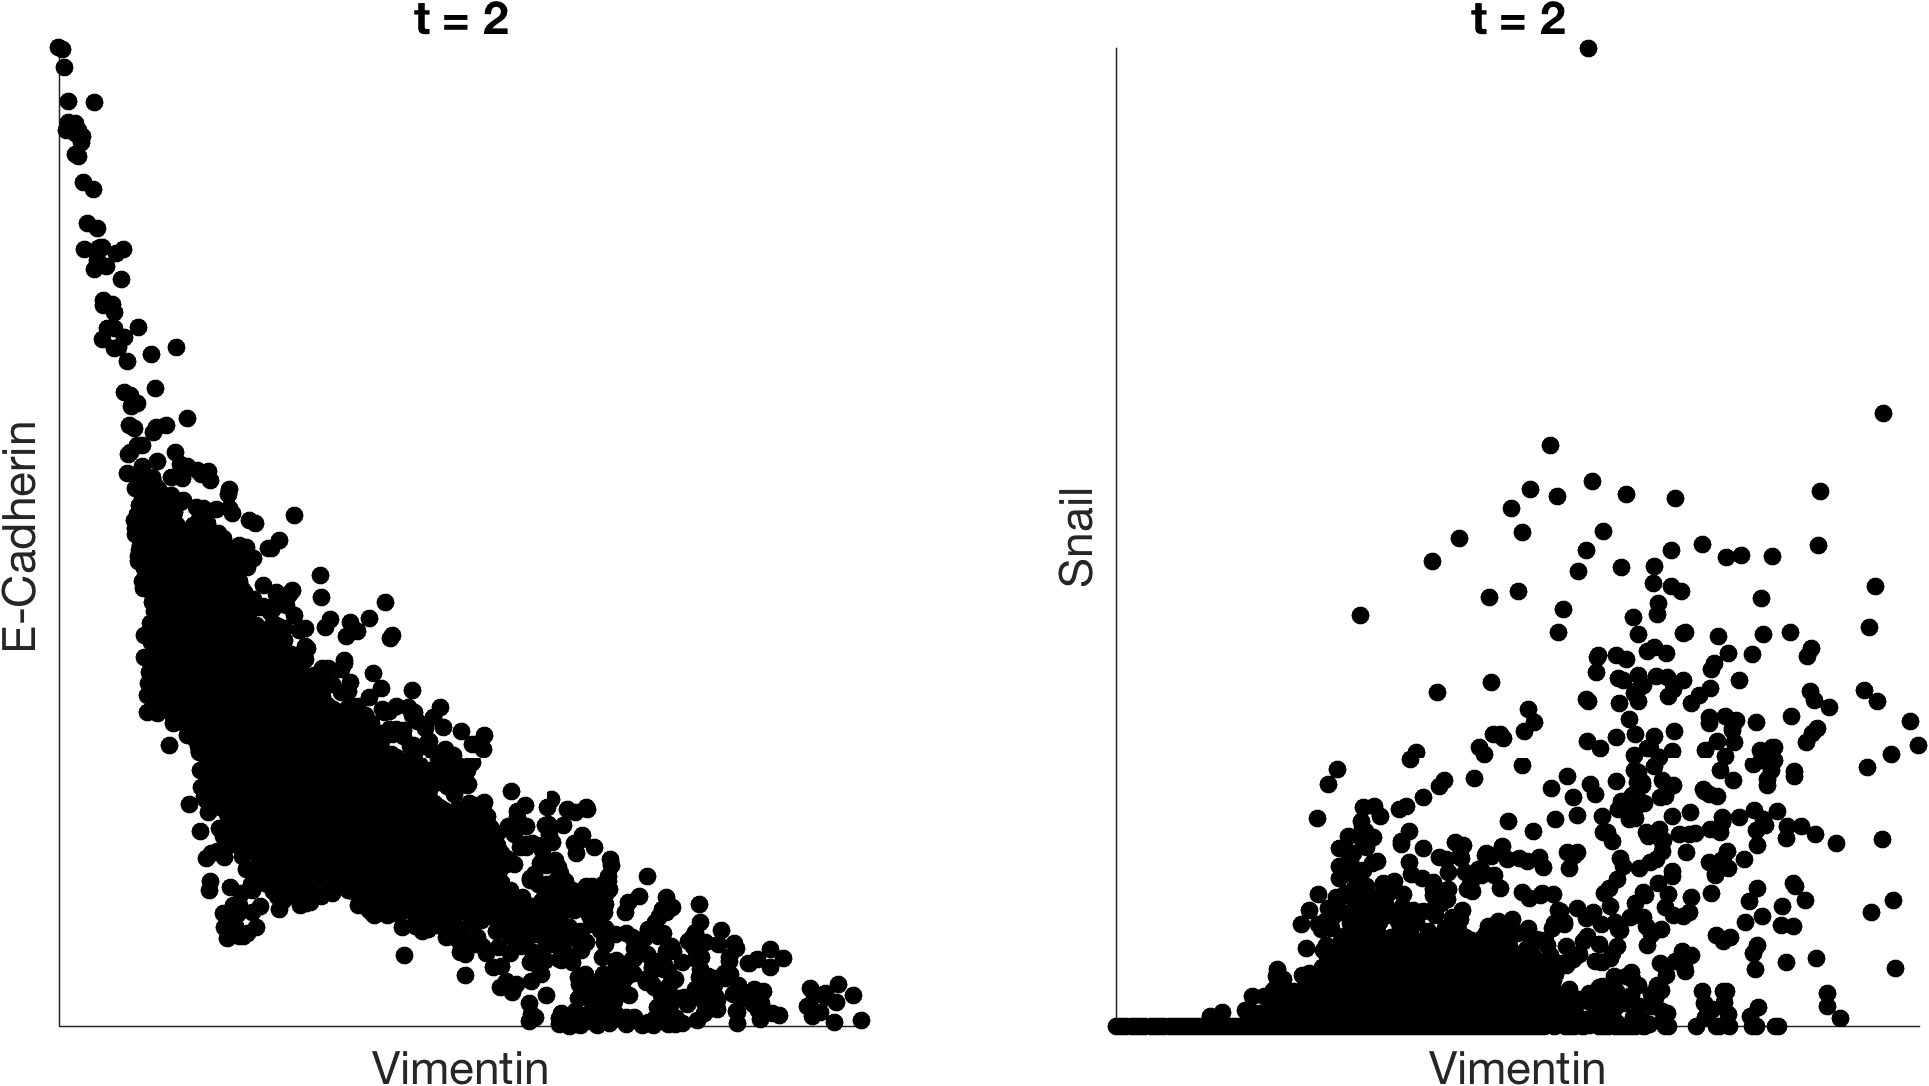 t = 2
E-Cadherin
Vimentin
t = 2
Snail
Vimentin